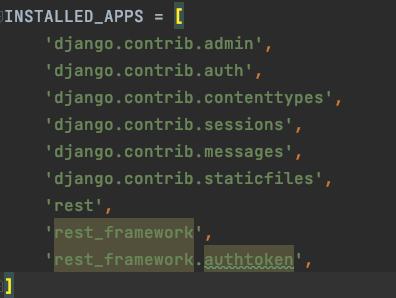 INSTALLED_APPS = [
    'django.contrib.admin',
    'django.contrib.auth',
    'django.contrib.contenttypes',
    'django.contrib.sessions',
    'django.contrib.messages',
    'django.contrib.staticfiles',
    'rest',
    'rest_framework',
    'rest_framework.authtoken',
]